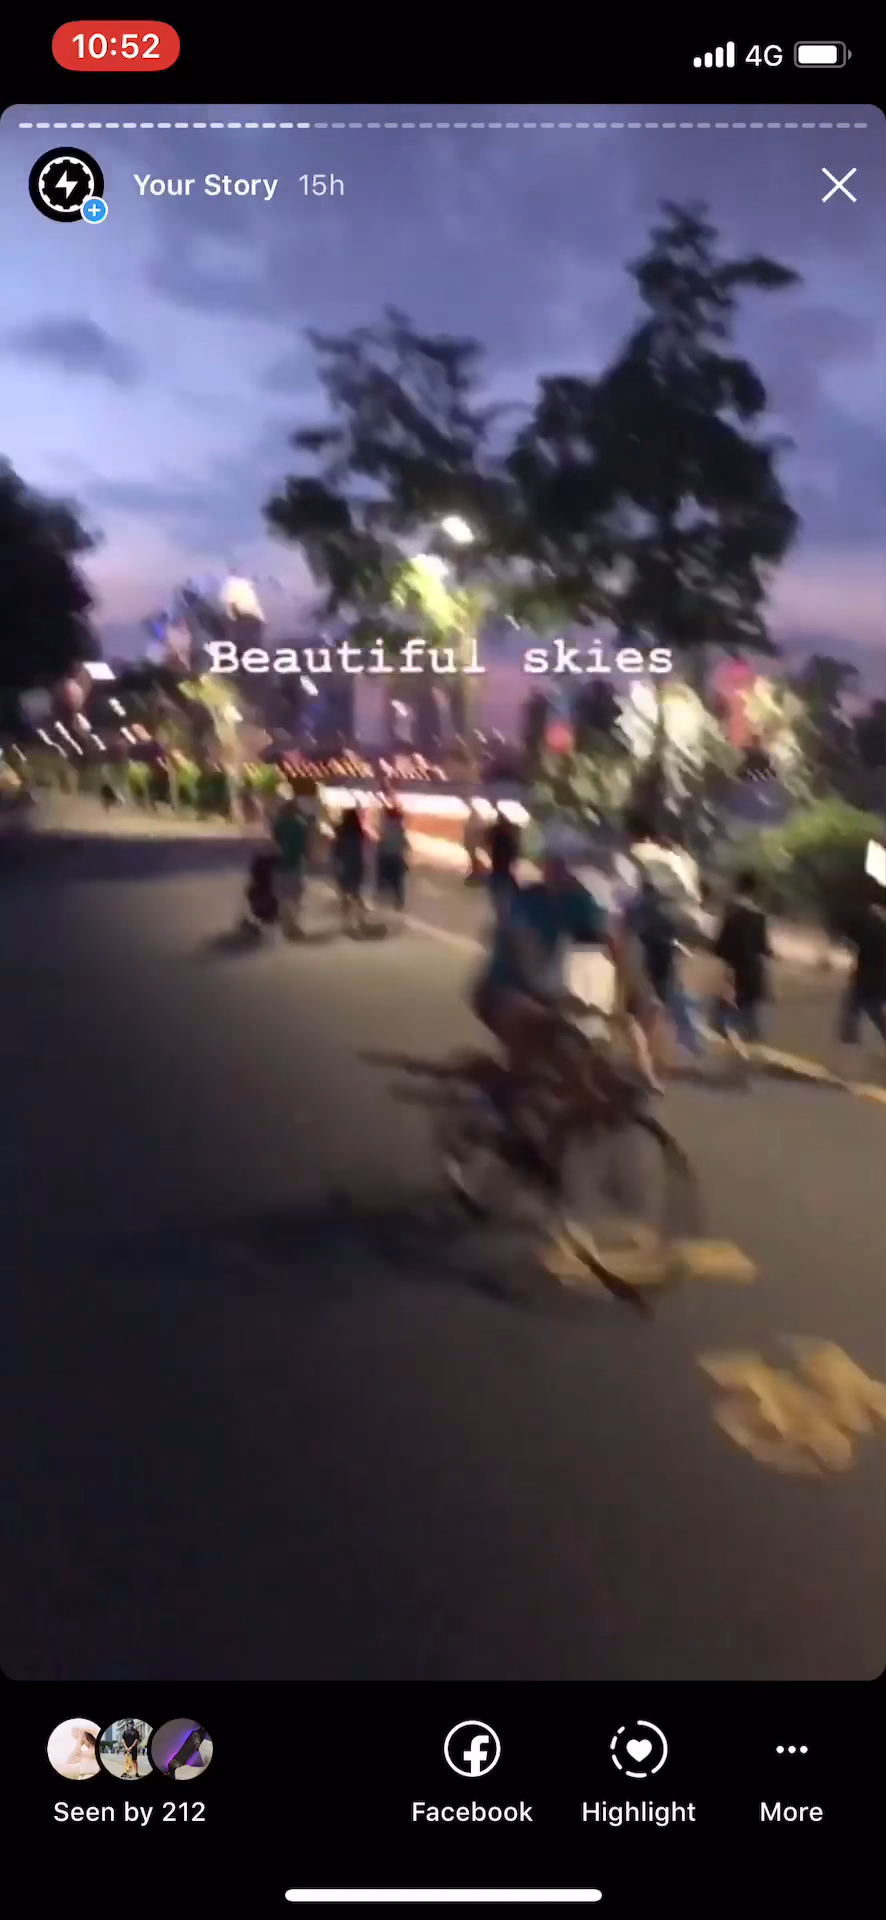 10:52
4G
Your Story 15h
Beautiful skies
Seen by 212
Facebook
Highlight
More